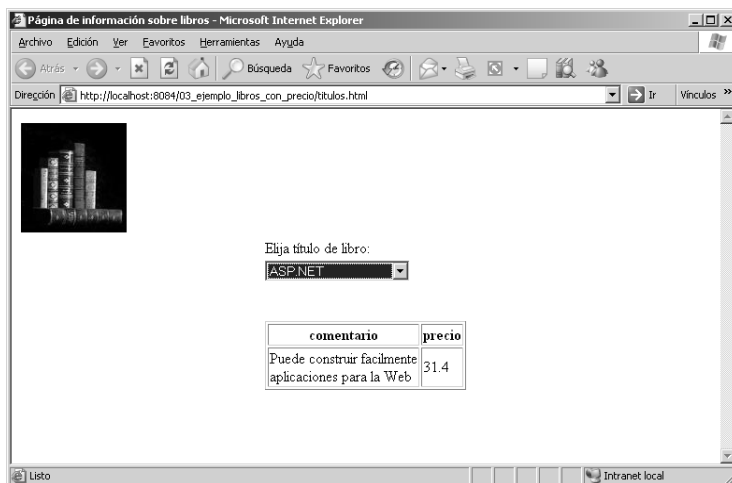 Página de información sobre libros - Microsoft Internet Explorer
Archivo Edición Ver Favoritos Herramientas Ayuda
Atrás Búsqueda Favoritos
Dirección http://localhost:8084/03_ejemplo_libros_con_precio/titulos.html Ir Vínculos »
Elija título de libro:
ASP.NET
comentario precio
Puede construir facilmente 31.4
aplicaciones para la Web
Listo Intranet local